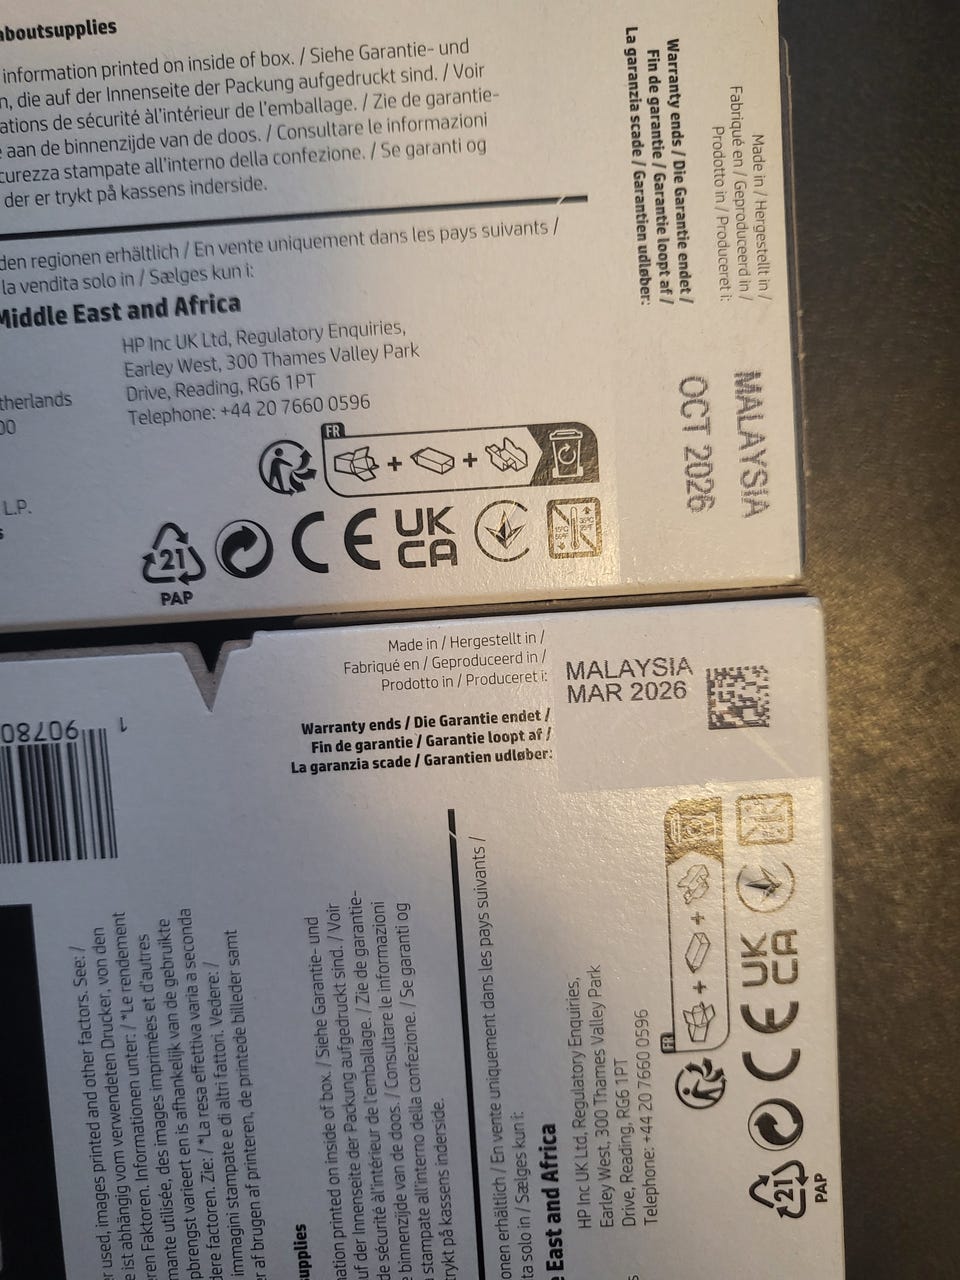 aboutsupplies
information printed on inside of box. / Siehe Garantie- und
n, die auf der Innenseite der Packung aufgedruckt sind. / Voir
ations de sécurité àl'intérieur de l'emballage. / Zie de garantie-
aan de binnenzijde van de doos. / Consultare le informazioni
curezza stampate all'interno della confezione. / Se garanti og
der er trykt på kassens inderside.
den regionen erhältlich / En vente uniquement dans les pays suivants /
la vendita solo in / Sælges kun i:
Middle East and Africa
HP Inc UK Ltd, Regulatory Enquiries,
Earley West, 300 Thames Valley Park
Drive, Reading, RG6 1PT
Telephone: +44 20 7660 0596
therlands
00
L.P.
s
FR
21
PAP
CE
UK
CA
Made in / Hergestellt in /
Fabriqué en / Geproduceerd in /
Prodotto in / Produceret i:
MALAYSIA
Warranty ends / Die Garantie endet /
Fin de garantie / Garantie loopt af /
La garanzia scade / Garantien udløber:
OCT 2026
Made in / Hergestellt in /
Fabriqué en / Geproduceerd in /
Prodotto in / Produceret i:
MALAYSIA
MAR 2026
Warranty ends / Die Garantie endet /
Fin de garantie / Garantie loopt af /
La garanzia scade / Garantien udløber:
1 90780
r used, images printed and other factors. See: /
e ist abhängig vom verwendeten Drucker, von den
ren Faktoren. Informationen unter: / *Le rendement
mante utilisée, des images imprimées et d'autres
pbrengst varieert en is afhankelijk van de gebruikte
dere factoren. Zie: / *La resa effettiva varia a seconda
immagini stampate e di altri fattori. Vedere: /
er af brugen af printeren, de printede billeder samt
upplies
ation printed on inside of box. / Siehe Garantie- und
uf der Innenseite der Packung aufgedruckt sind. / Voir
de sécurité àl'intérieur de l'emballage. / Zie de garantie-
e binnenzijde van de doos. / Consultare le informazioni
stampate all'interno della confezione. / Se garanti og
trykt på kassens inderside.
onen erhältlich / En vente uniquement dans les pays suivants /
ta solo in / Sælges kun i:
East and Africa
HP Inc UK Ltd, Regulatory Enquiries,
Earley West, 300 Thames Valley Park
Drive, Reading, RG6 1PT
Telephone: +44 20 7660 0596
s
FR
21
PAP
CE
UK
CA